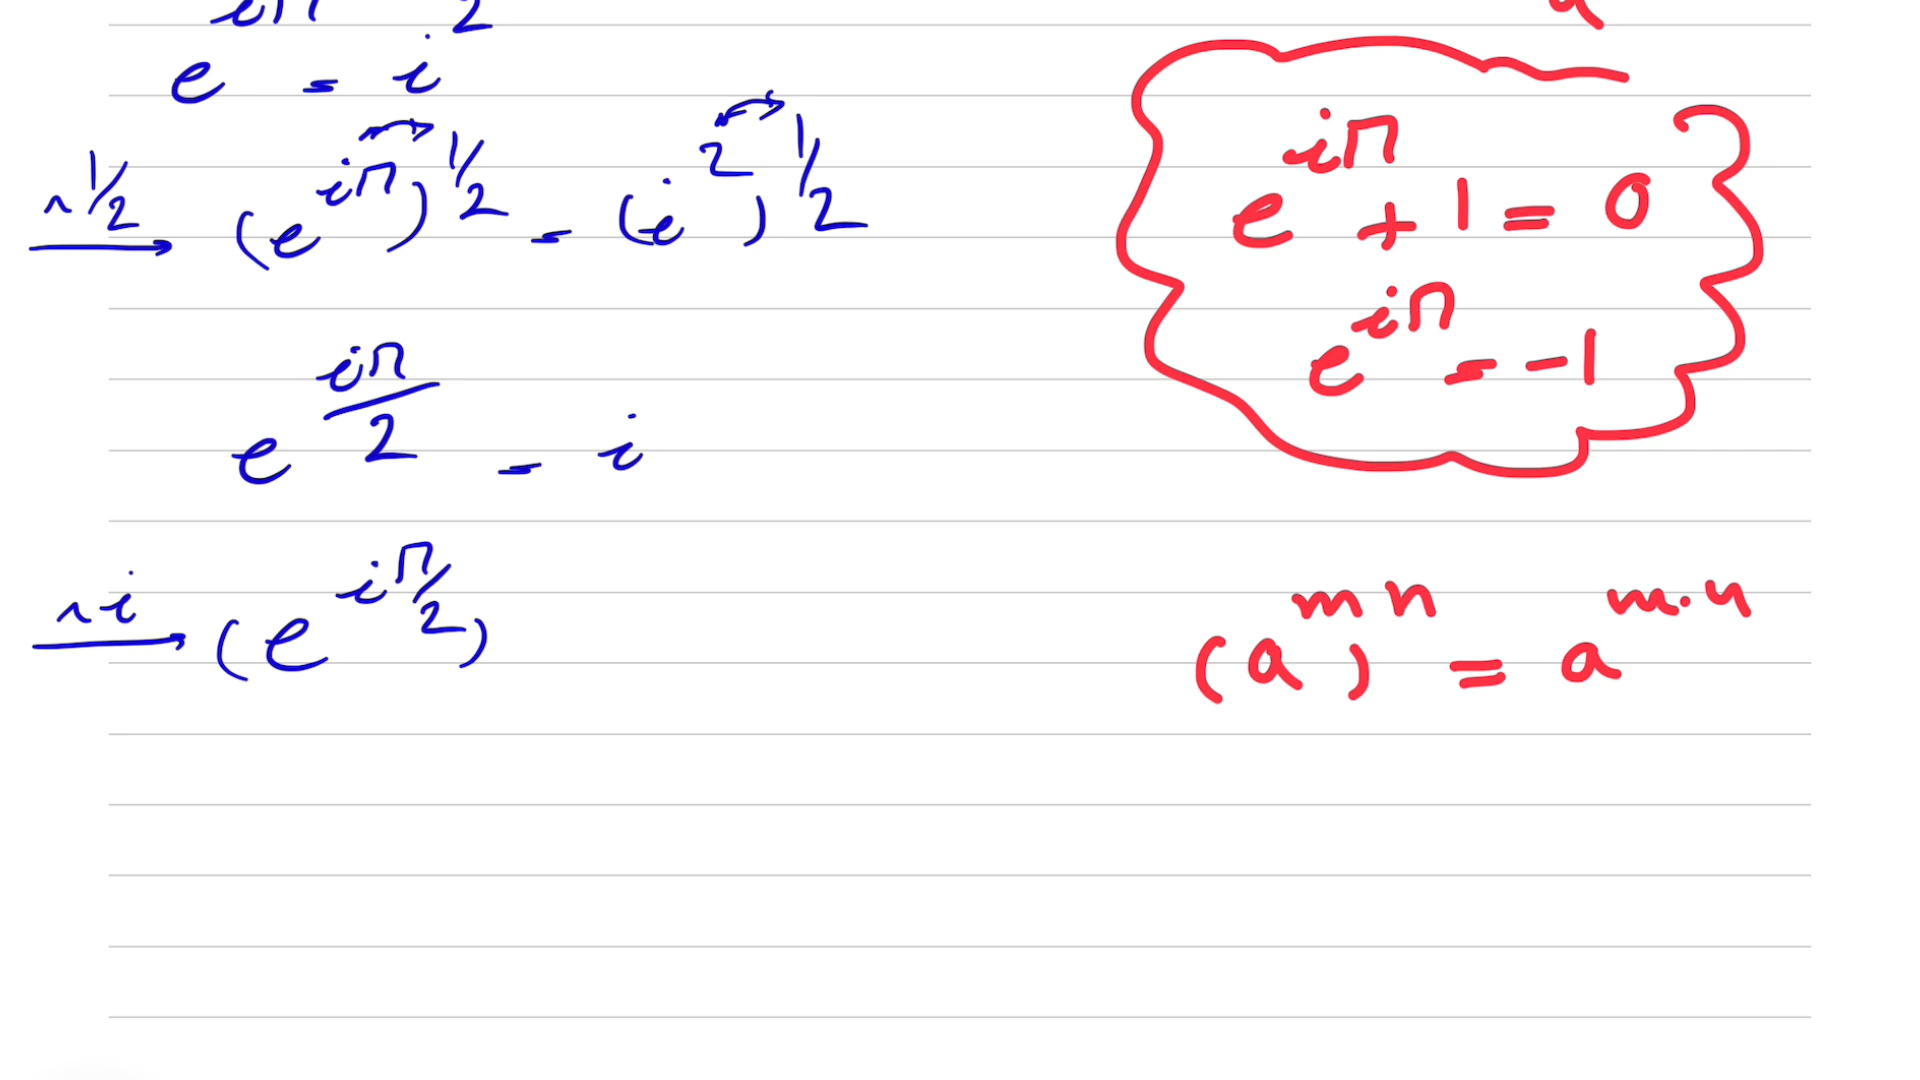 e^{iπ} = i^2
^1/2 → (e^{iπ})^{1/2} = (i^2)^{1/2}
e^{iπ/2} = i
^i → (e^{iπ/2})
e^{iπ} + 1 = 0
e^{iπ} = -1
(a^m)^n = a^{m·n}